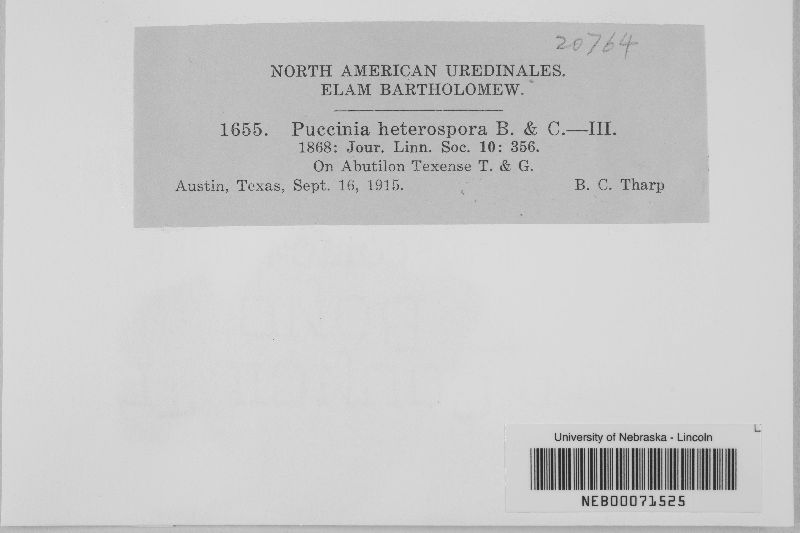 20764
NORTH AMERICAN UREDINALES.
ELAM BARTHOLOMEW.
1655. Puccinia heterospora B. & C.—III.
1868: Jour. Linn. Soc. 10: 356.
On Abutilon Texense T. & G.
Austin, Texas, Sept. 16, 1915. B. C. Tharp
University of Nebraska - Lincoln
NEB00071525